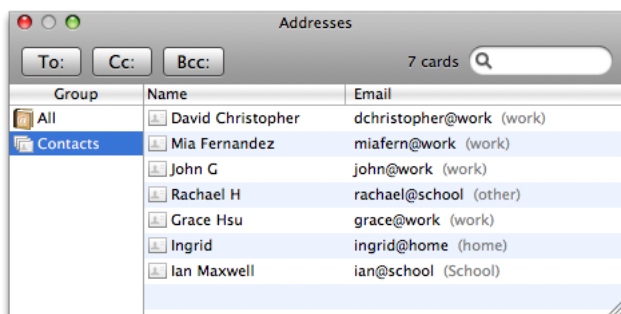 Addresses
To: Cc: Bcc: 7 cards
Group Name Email
All David Christopher dchristopher@work (work)
Contacts Mia Fernandez miafern@work (work)
John G john@work (work)
Rachael H rachael@school (other)
Grace Hsu grace@work (work)
Ingrid ingrid@home (home)
Ian Maxwell ian@school (School)